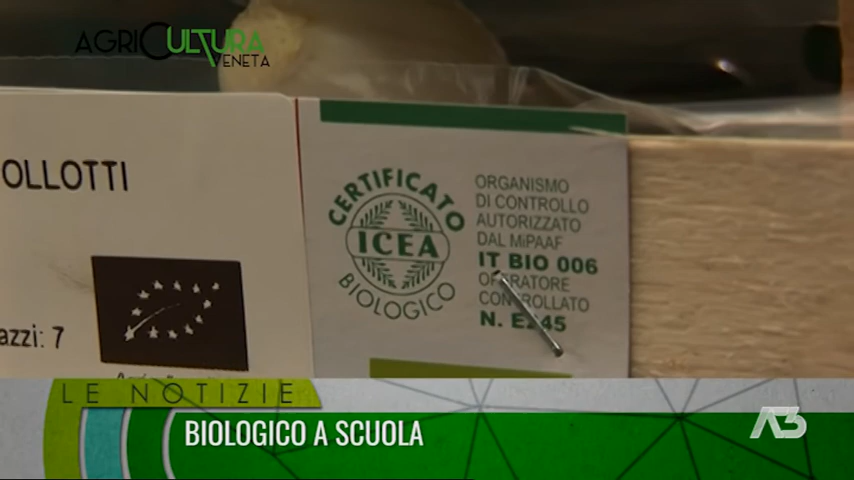 AGRICULTURA
VENETA
OLLOTTI
azzi: 7
CERTIFICATO
ICEA
BIOLOGICO
ORGANISMO
DI CONTROLLO
AUTORIZZATO
DAL MiPAAF
IT BIO 006
OPERATORE
CONTROLLATO
N.
LE NOTIZIE
BIOLOGICO A SCUOLA
A3